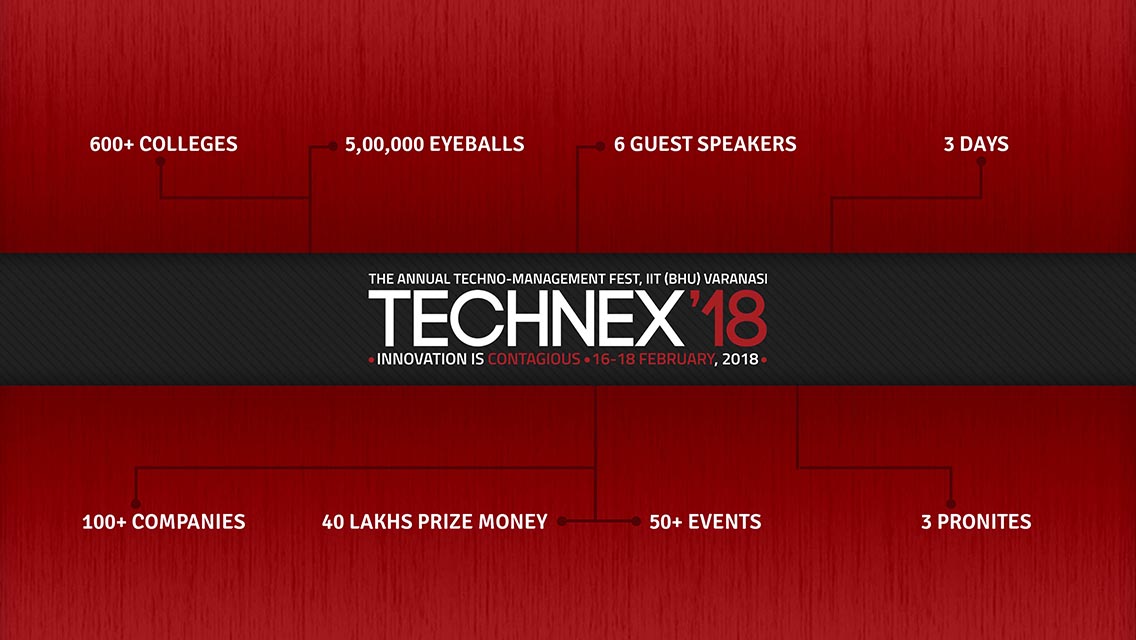 600+ COLLEGES
5,00,000 EYEBALLS
6 GUEST SPEAKERS
3 DAYS
THE ANNUAL TECHNO-MANAGEMENT FEST, IIT (BHU) VARANASI
TECHNEX'18
•INNOVATION IS CONTAGIOUS •16-18 FEBRUARY, 2018•
100+ COMPANIES
40 LAKHS PRIZE MONEY
50+ EVENTS
3 PRONITES